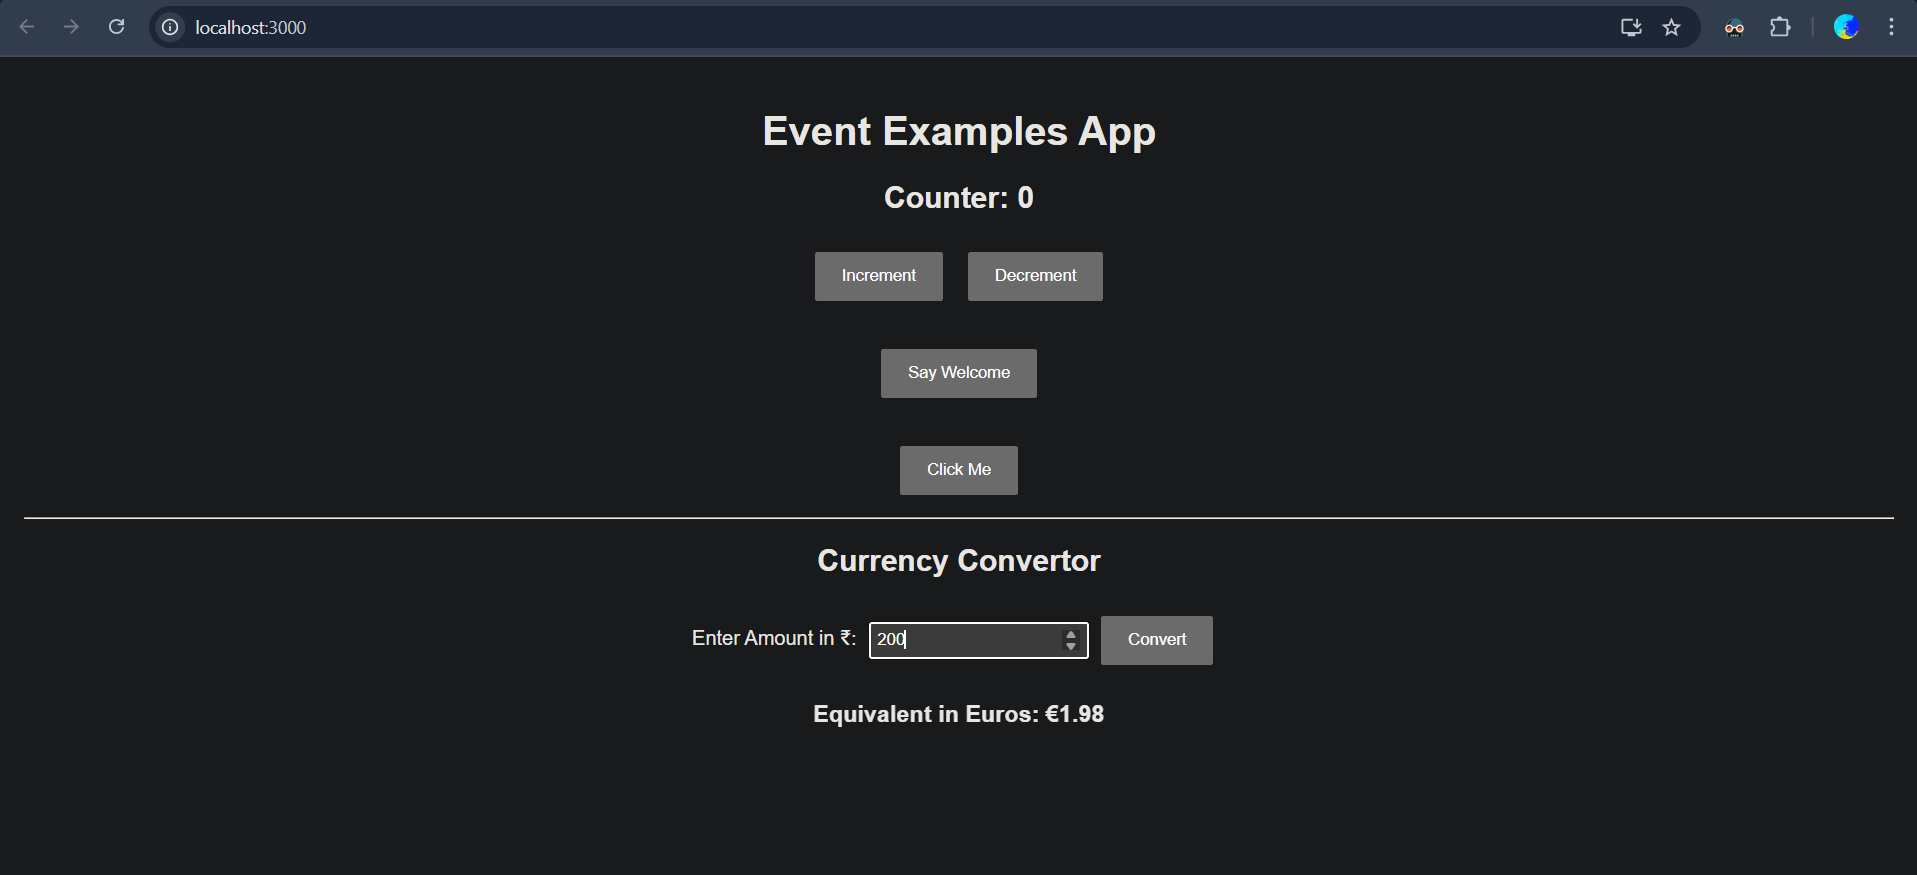 localhost:3000
Event Examples App
Counter: 0
Increment Decrement
Say Welcome
Click Me
Currency Convertor
Enter Amount in ₹: 200 Convert
Equivalent in Euros: €1.98